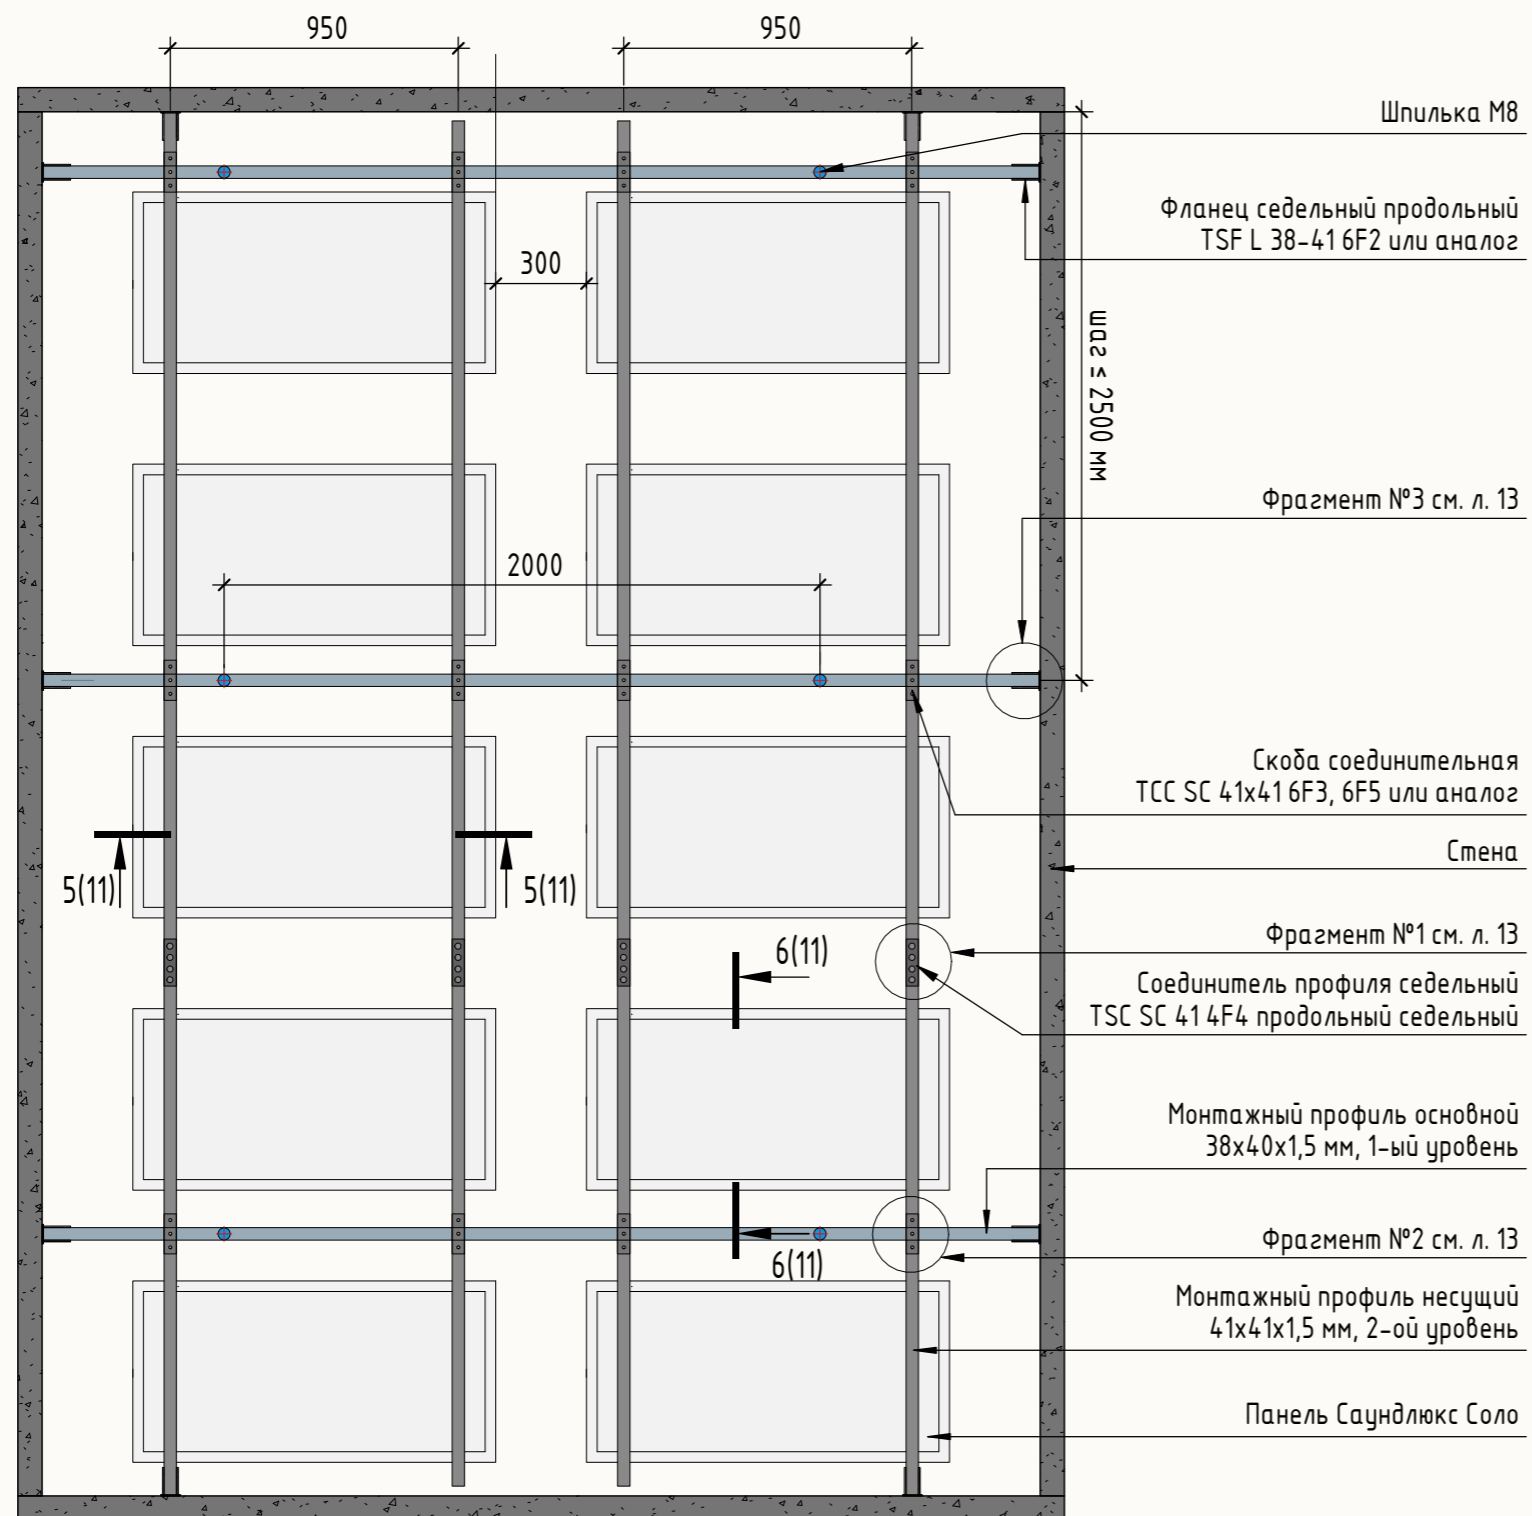 950
950
Шпилька М8
Фланец седельный продольный
TSF L 38-41 6F2 или аналог
300
шаг ≤ 2500 мм
Фрагмент №3 см. л. 13
2000
Скоба соединительная
TCC SC 41х41 6F3, 6F5 или аналог
Стена
5(11)
5(11)
Фрагмент №1 см. л. 13
6(11)
Соединитель профиля седельный
TSC SC 41 4F4 продольный седельный
Монтажный профиль основной
38х40х1,5 мм, 1-ый уровень
Фрагмент №2 см. л. 13
6(11)
Монтажный профиль несущий
41х41х1,5 мм, 2-ой уровень
Панель Саундлюкс Соло